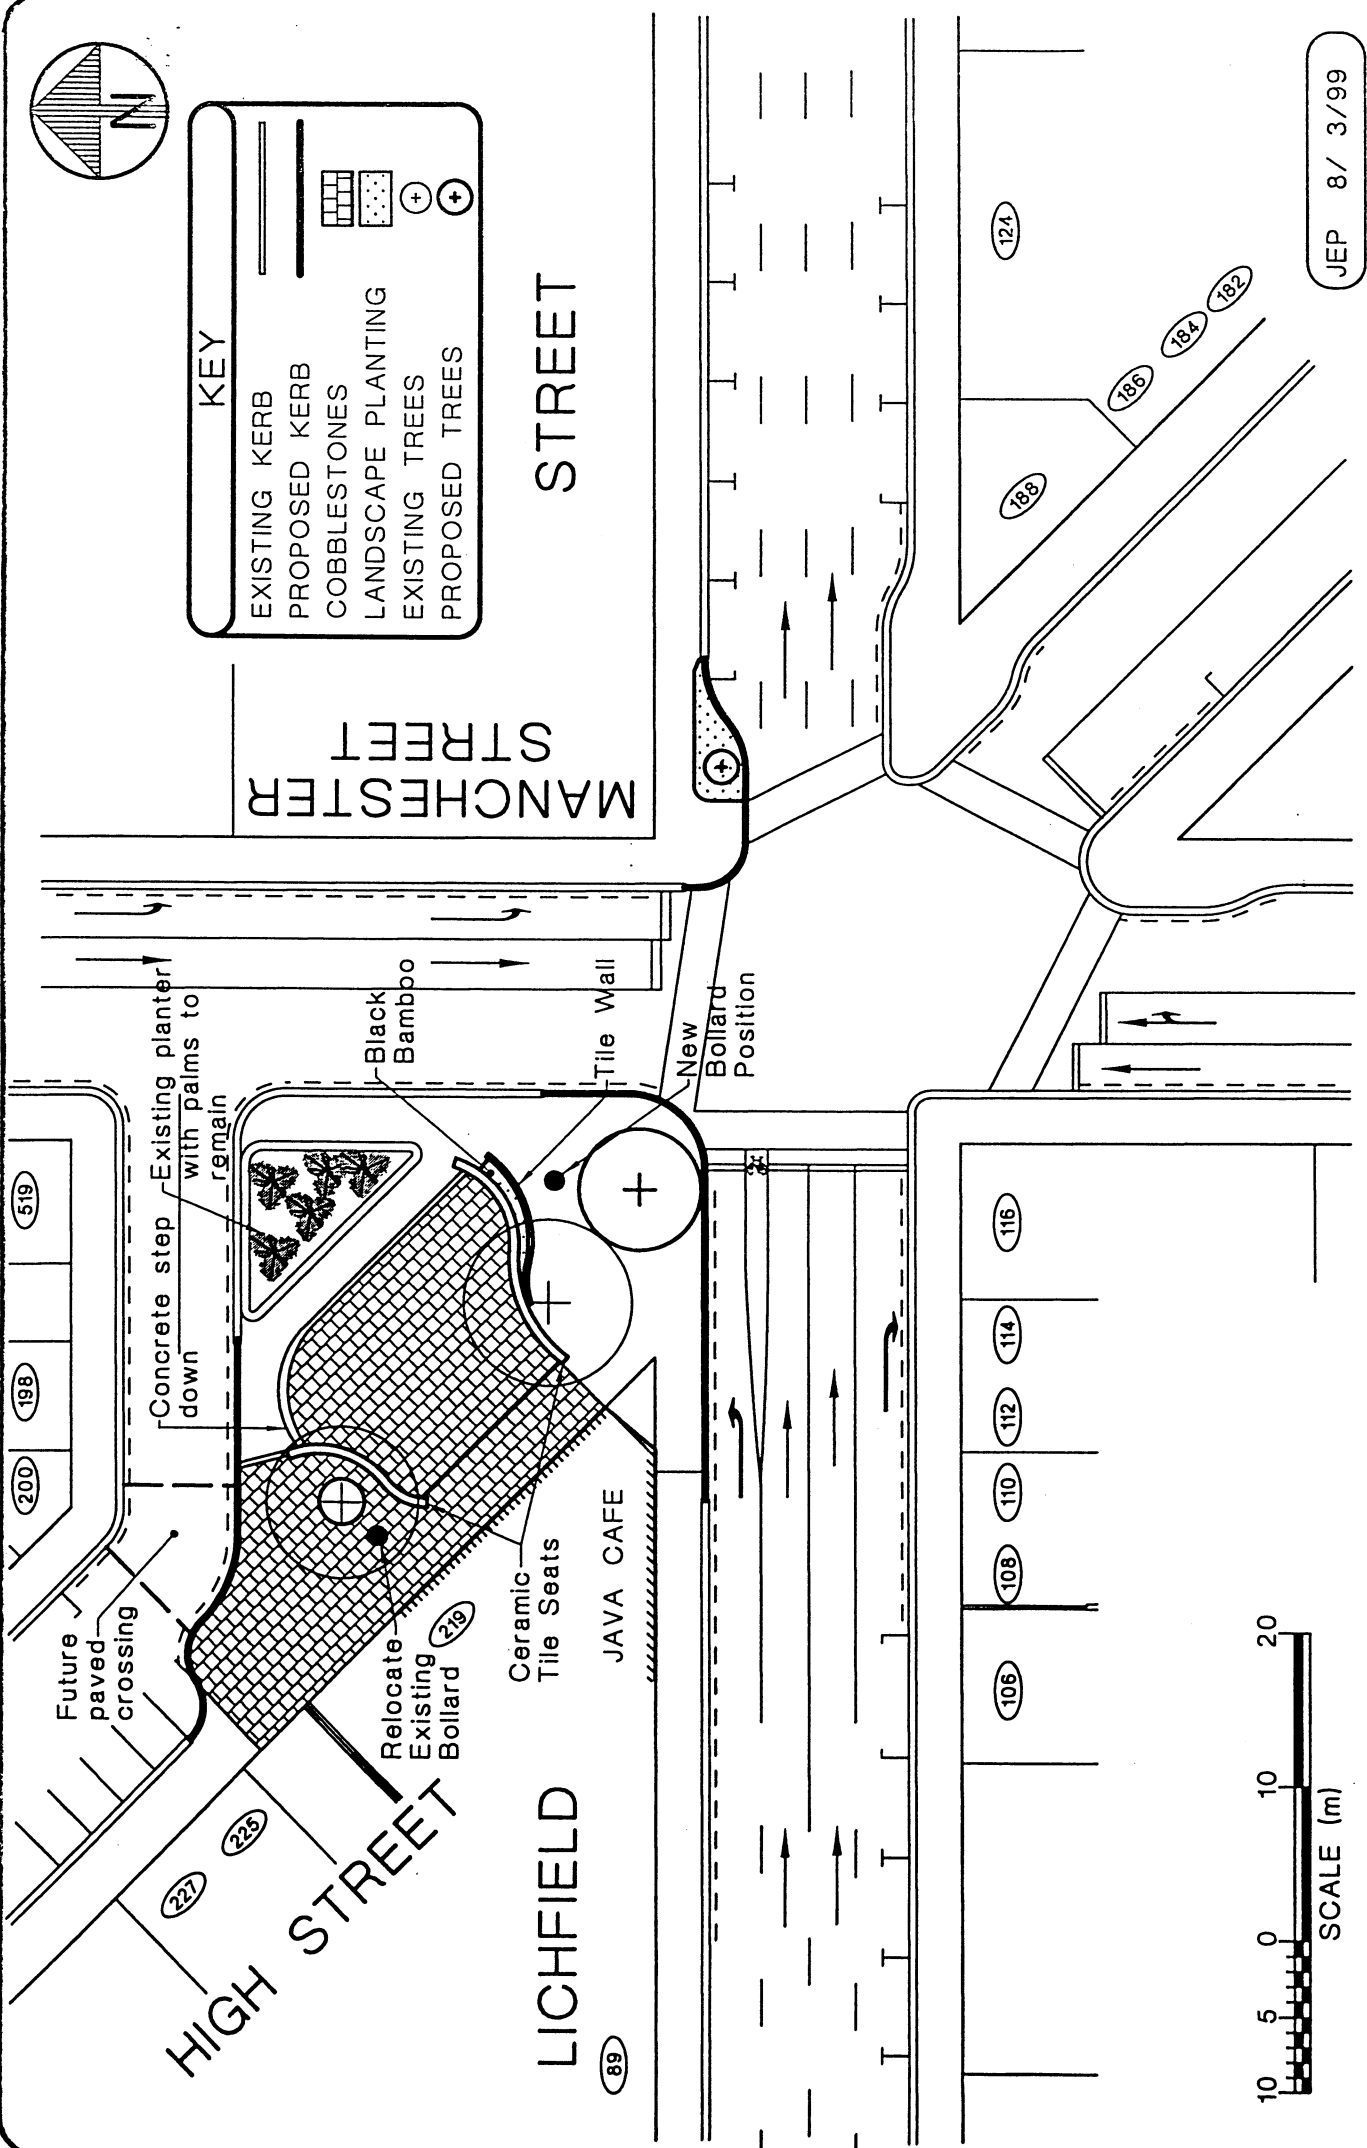 N
KEY
EXISTING KERB
PROPOSED KERB
COBBLESTONES
LANDSCAPE PLANTING
EXISTING TREES
PROPOSED TREES
MANCHESTER
STREET
HIGH STREET
LICHFIELD
STREET
519
198
200
Concrete step
down
Existing planter
with palms to
remain
Black
Bamboo
Tile Wall
New
Bollard
Position
Future
paved
crossing
Relocate
Existing
Bollard
219
Ceramic
Tile Seats
JAVA CAFE
225
227
89
124
182
184
186
188
116
114
112
110
108
106
10
5
0
10
20
SCALE (m)
JEP 8/ 3/99